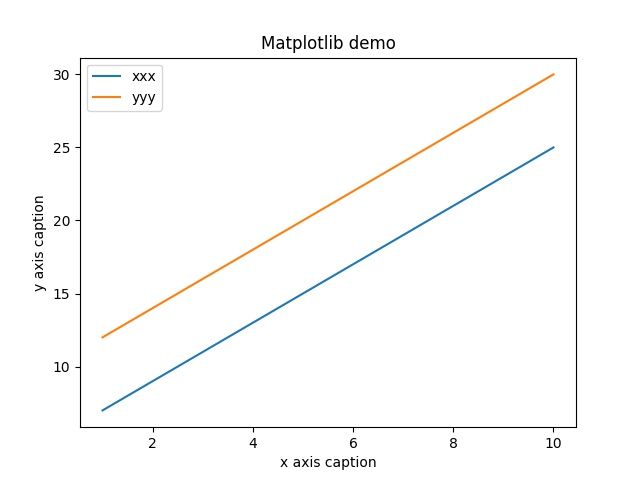 Matplotlib demo
xxx
yyy
30
25
20
15
10
y axis caption
2 4 6 8 10
x axis caption